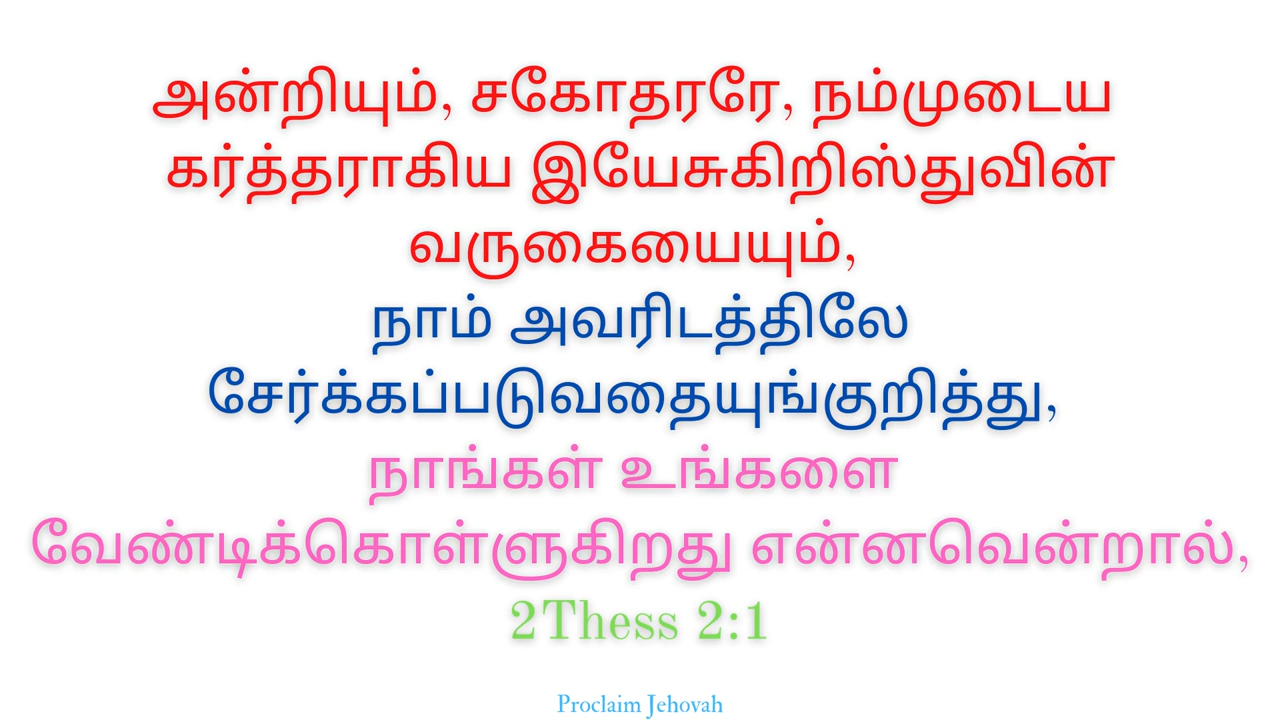 அன்றியும், சகோதரரே, நம்முடைய
கர்த்தராகிய இயேசுகிறிஸ்துவின்
வருகையையும்,
நாம் அவரிடத்திலே
சேர்க்கப்படுவதையுங்குறித்து,
நாங்கள் உங்களை
வேண்டிக்கொள்ளுகிறது என்னவென்றால்,
2Thess 2:1
Proclaim Jehovah